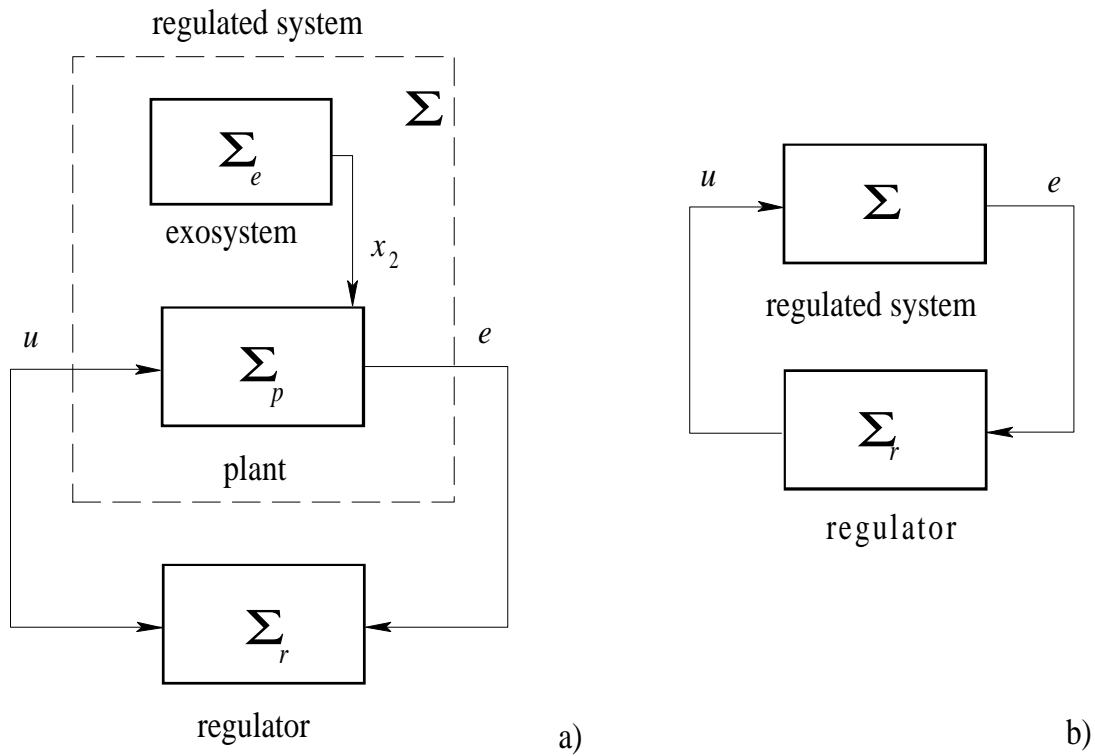 regulated system
Σ
Σe
exosystem
x2
u
e
Σp
plant
Σr
regulator
a)
u
e
Σ
regulated system
Σr
regulator
b)